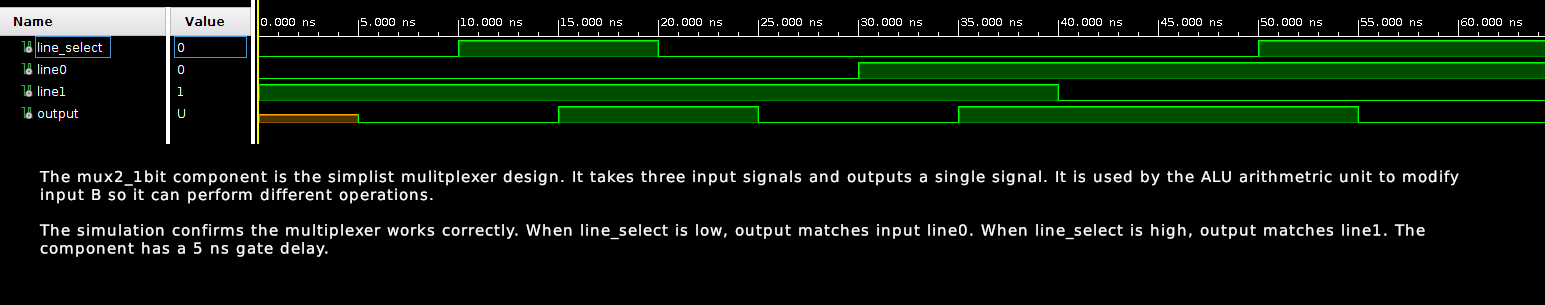 Name Value 0.000 ns 5.000 ns 10.000 ns 15.000 ns 20.000 ns 25.000 ns 30.000 ns 35.000 ns 40.000 ns 45.000 ns 50.000 ns 55.000 ns 60.000 ns
line_select 0
line0 0
line1 1
output U
The mux2_1bit component is the simplist mulitplexer design. It takes three input signals and outputs a single signal. It is used by the ALU arithmetric unit to modify
input B so it can perform different operations.
The simulation confirms the multiplexer works correctly. When line_select is low, output matches input line0. When line_select is high, output matches line1. The
component has a 5 ns gate delay.